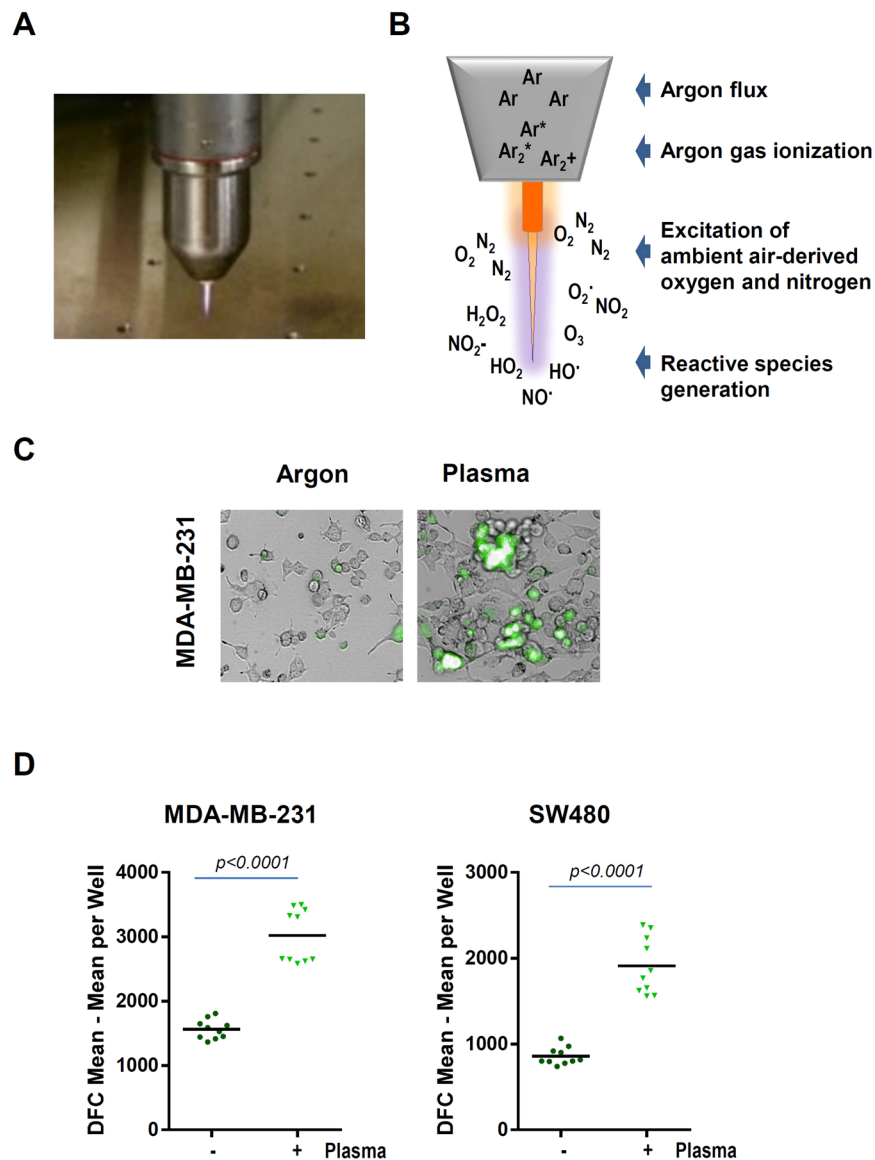 A
B
Ar
Ar Ar
Ar*
Ar₂* Ar₂+
Argon flux
Argon gas ionization
Excitation of
ambient air-derived
oxygen and nitrogen
Reactive species
generation
O₂ N₂
N₂
N₂
O₂
N₂
O₂˙
NO₂
H₂O₂
O₃
NO₂-
HO₂
HO˙
NO˙
C
Argon
Plasma
MDA-MB-231
D
MDA-MB-231
p<0.0001
DFC Mean - Mean per Well
4000
3000
2000
1000
0
- + Plasma
SW480
p<0.0001
DFC Mean - Mean per Well
3000
2000
1000
0
- + Plasma